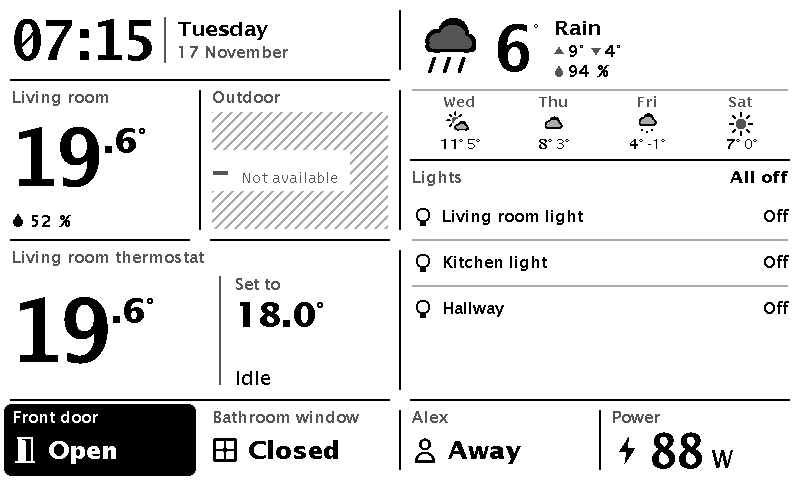 07:15
Tuesday
17 November
6°
Rain
9° 4°
94 %
Living room
19.6°
52 %
Outdoor
Not available
Wed Thu Fri Sat
11° 5° 8° 3° 4° -1° 7° 0°
Lights All off
Living room light Off
Kitchen light Off
Hallway Off
Living room thermostat
19.6°
Set to
18.0°
Idle
Front door
Open
Bathroom window
Closed
Alex
Away
Power
88 W